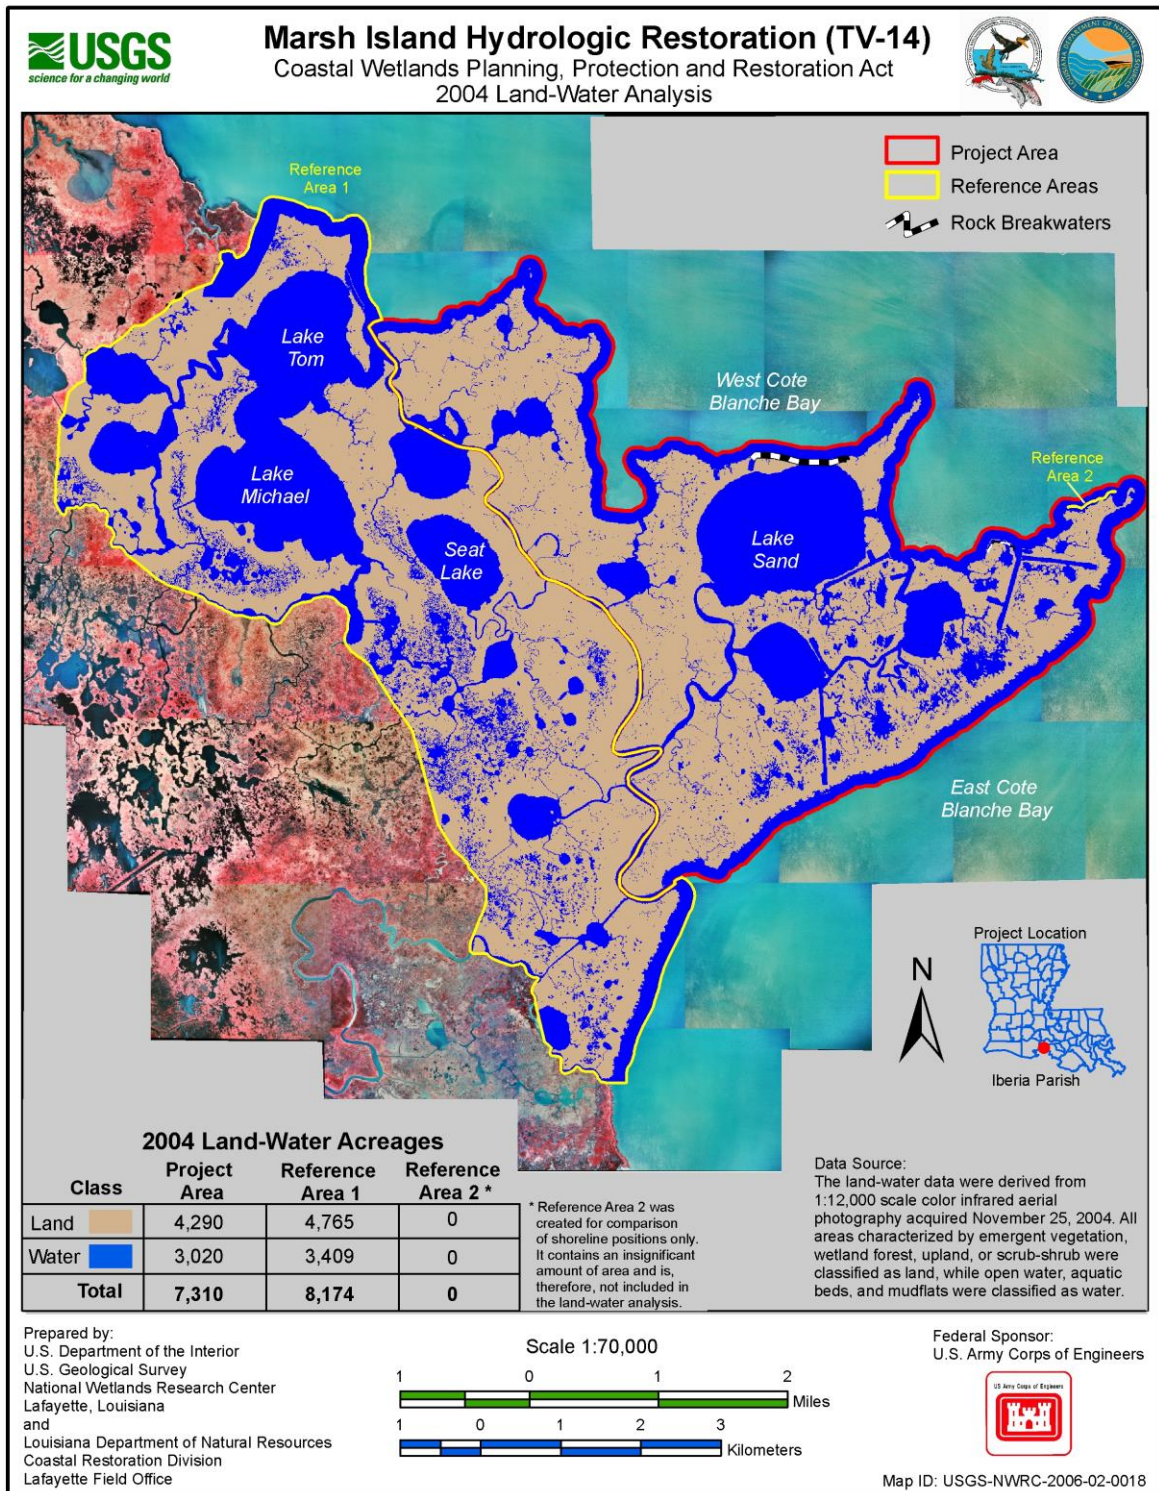 USGS
science for a changing world
Marsh Island Hydrologic Restoration (TV-14)
Coastal Wetlands Planning, Protection and Restoration Act
2004 Land-Water Analysis
Project Area
Reference Areas
Rock Breakwaters
Reference
Area 1
Lake
Tom
West Cote
Blanche Bay
Lake
Michael
Reference
Area 2
Seat
Lake
Lake
Sand
East Cote
Blanche Bay
N
Project Location
Iberia Parish
2004 Land-Water Acreages
Class Project Area Reference Area 1 Reference Area 2 *
Land 4,290 4,765 0
Water 3,020 3,409 0
Total 7,310 8,174 0
* Reference Area 2 was
created for comparison
of shoreline positions only.
It contains an insignificant
amount of area and is,
therefore, not included in
the land-water analysis.
Data Source:
The land-water data were derived from
1:12,000 scale color infrared aerial
photography acquired November 25, 2004. All
areas characterized by emergent vegetation,
wetland forest, upland, or scrub-shrub were
classified as land, while open water, aquatic
beds, and mudflats were classified as water.
Prepared by:
U.S. Department of the Interior
U.S. Geological Survey
National Wetlands Research Center
Lafayette, Louisiana
and
Louisiana Department of Natural Resources
Coastal Restoration Division
Lafayette Field Office
Scale 1:70,000
1 0 1 2
Miles
1 0 1 2 3
Kilometers
Federal Sponsor:
U.S. Army Corps of Engineers
US Army Corps of Engineers
Map ID: USGS-NWRC-2006-02-0018